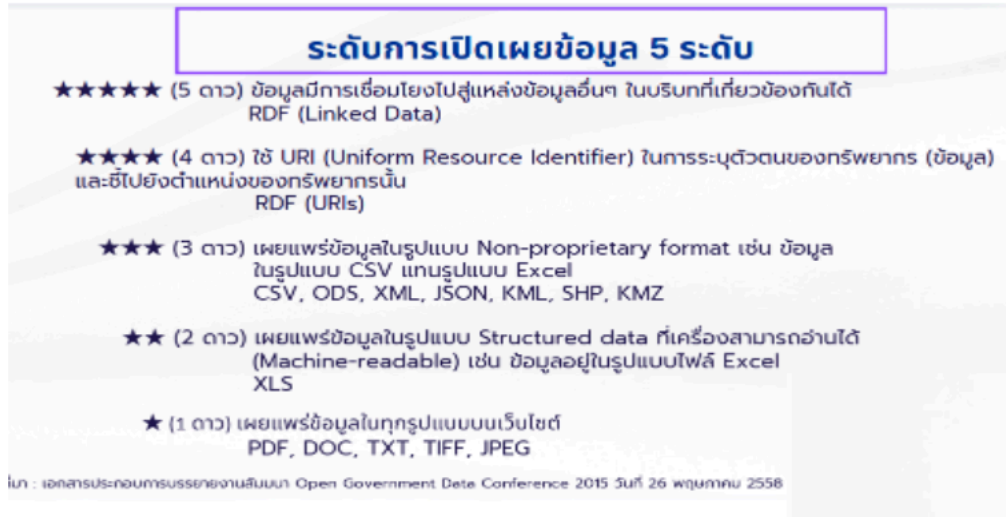 ระดับการเปิดเผยข้อมูล 5 ระดับ
★★★★★ (5 ดาว) ข้อมูลมีการเชื่อมโยงไปสู่แหล่งข้อมูลอื่นๆ ในบริบทที่เกี่ยวข้องกันได้
RDF (Linked Data)
★★★★ (4 ดาว) ใช้ URI (Uniform Resource Identifier) ในการระบุตัวตนของทรัพยากร (ข้อมูล)
และชี้ไปยังตำแหน่งของทรัพยากรนั้น
RDF (URIs)
★★★ (3 ดาว) เผยแพร่ข้อมูลในรูปแบบ Non-proprietary format เช่น ข้อมูล
ในรูปแบบ CSV แทนรูปแบบ Excel
CSV, ODS, XML, JSON, KML, SHP, KMZ
★★ (2 ดาว) เผยแพร่ข้อมูลในรูปแบบ Structured data ที่เครื่องสามารถอ่านได้
(Machine-readable) เช่น ข้อมูลอยู่ในรูปแบบไฟล์ Excel
XLS
★ (1 ดาว) เผยแพร่ข้อมูลในทุกรูปแบบบนเว็บไซต์
PDF, DOC, TXT, TIFF, JPEG
ที่มา : เอกสารประกอบการบรรยายงานสัมมนา Open Government Data Conference 2015 วันที่ 26 พฤษภาคม 2558